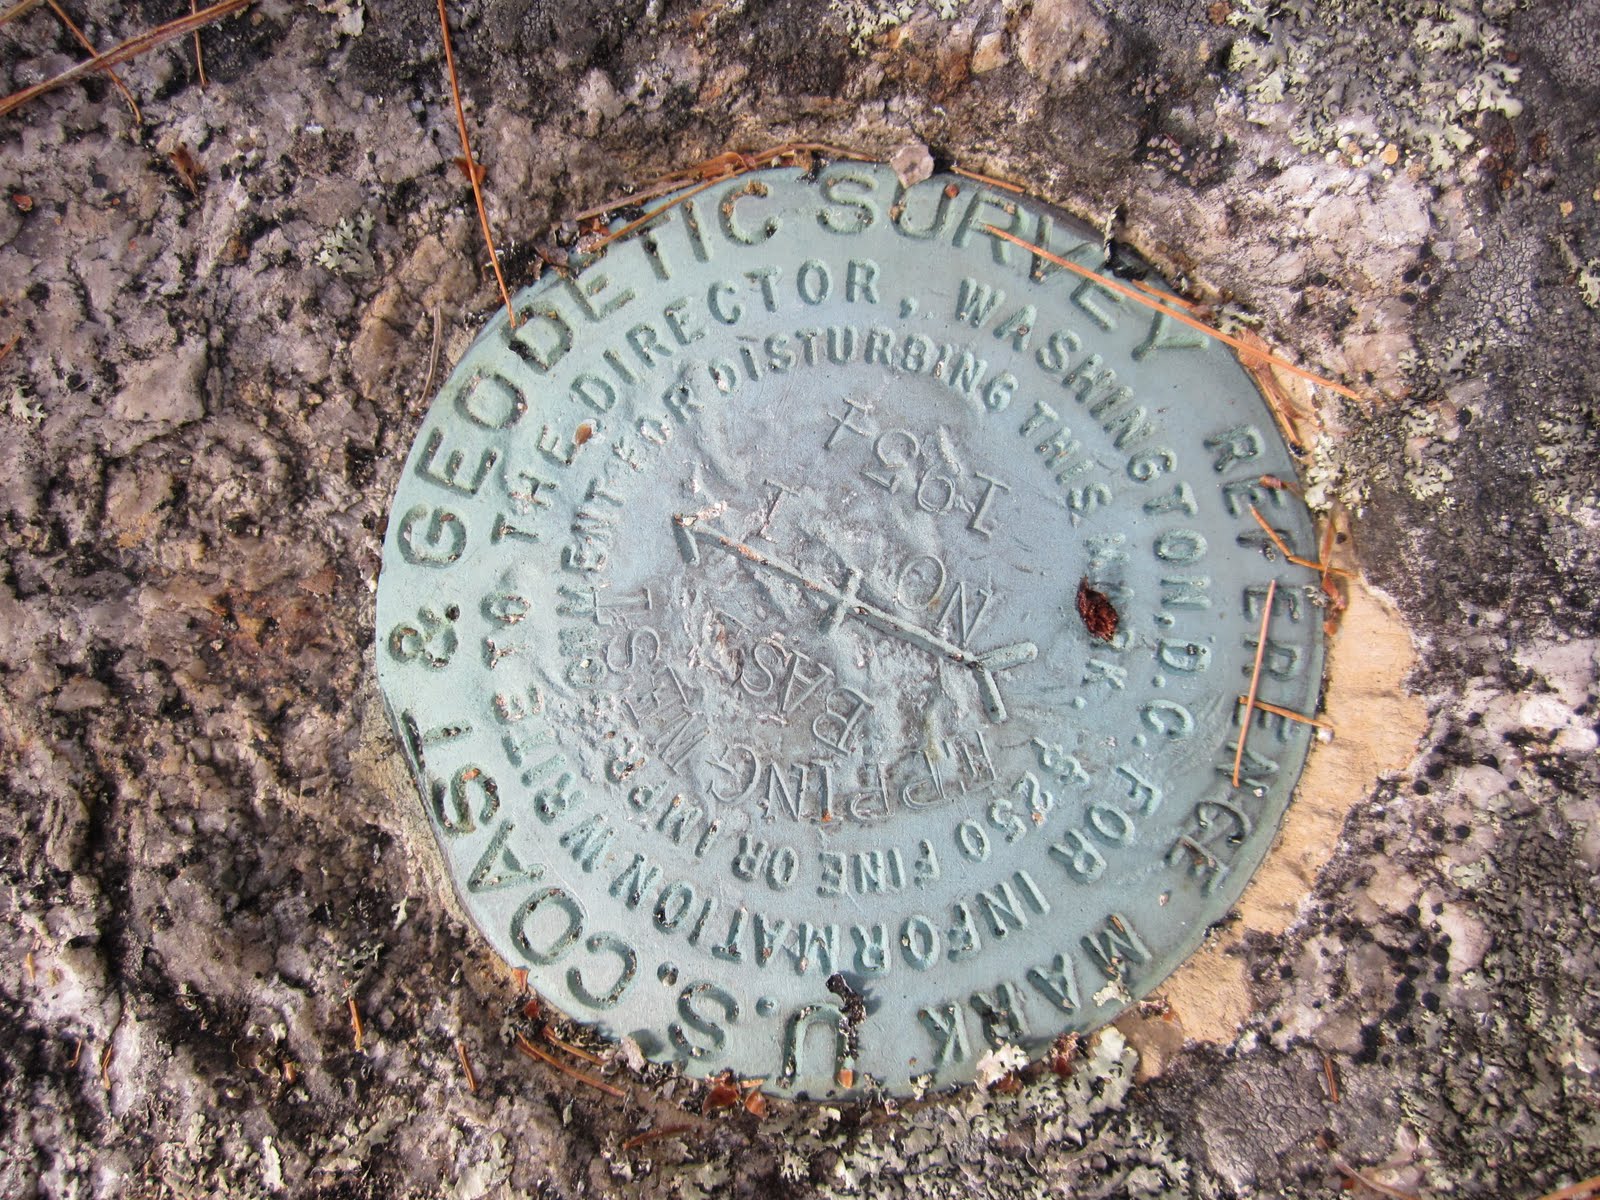 U.S. COAST & GEODETIC SURVEY REFERENCE MARK
FOR INFORMATION WRITE TO THE DIRECTOR, WASHINGTON, D.C.
$250 FINE OR IMPRISONMENT FOR DISTURBING THIS MARK.
EPPING WEST
BASE
NO 1
1954